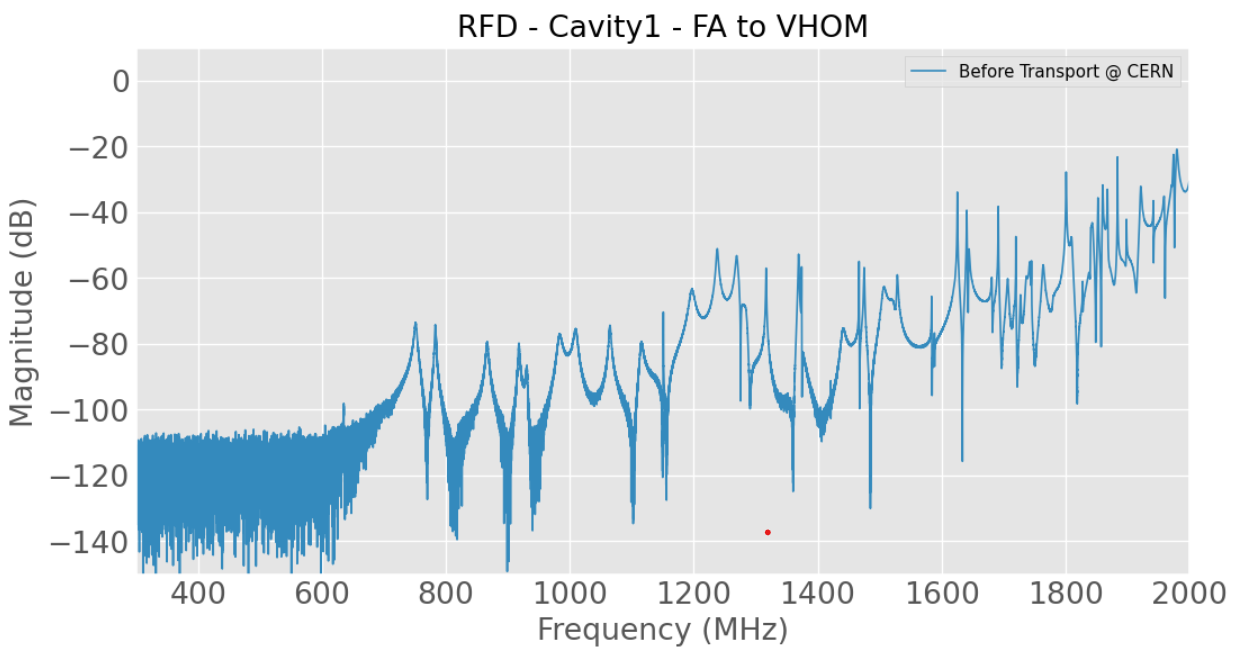 RFD - Cavity1 - FA to VHOM
Before Transport @ CERN
Magnitude (dB)
0
−20
−40
−60
−80
−100
−120
−140
400 600 800 1000 1200 1400 1600 1800 2000
Frequency (MHz)